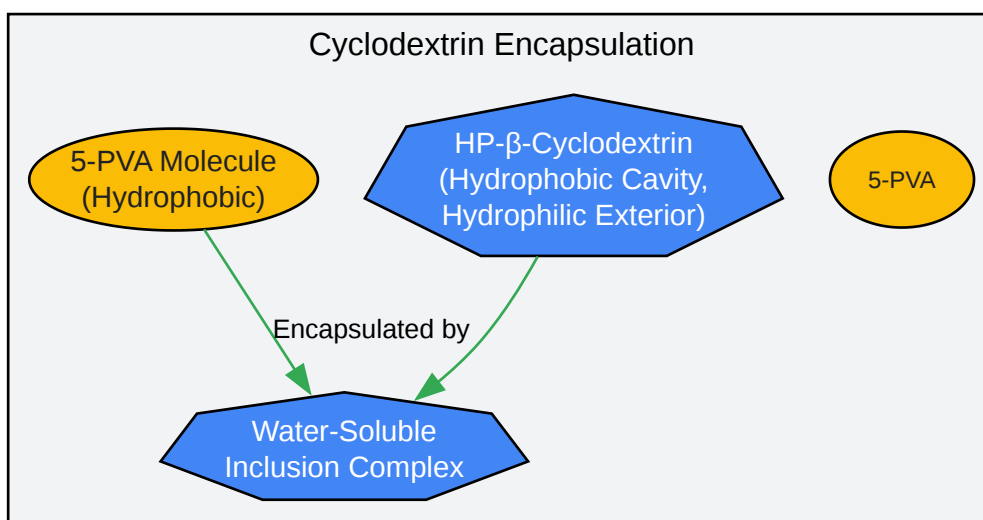 Cyclodextrin Encapsulation
5-PVA Molecule
(Hydrophobic)
HP-β-Cyclodextrin
(Hydrophobic Cavity,
Hydrophilic Exterior)
5-PVA
Encapsulated by
Water-Soluble
Inclusion Complex